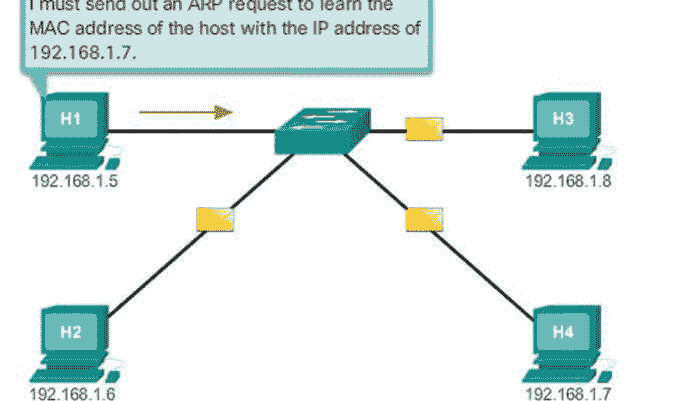 I must send out an ARP request to learn the
MAC address of the host with the IP address of
192.168.1.7.
H1
H3
192.168.1.5
192.168.1.8
H2
H4
192.168.1.6
192.168.1.7